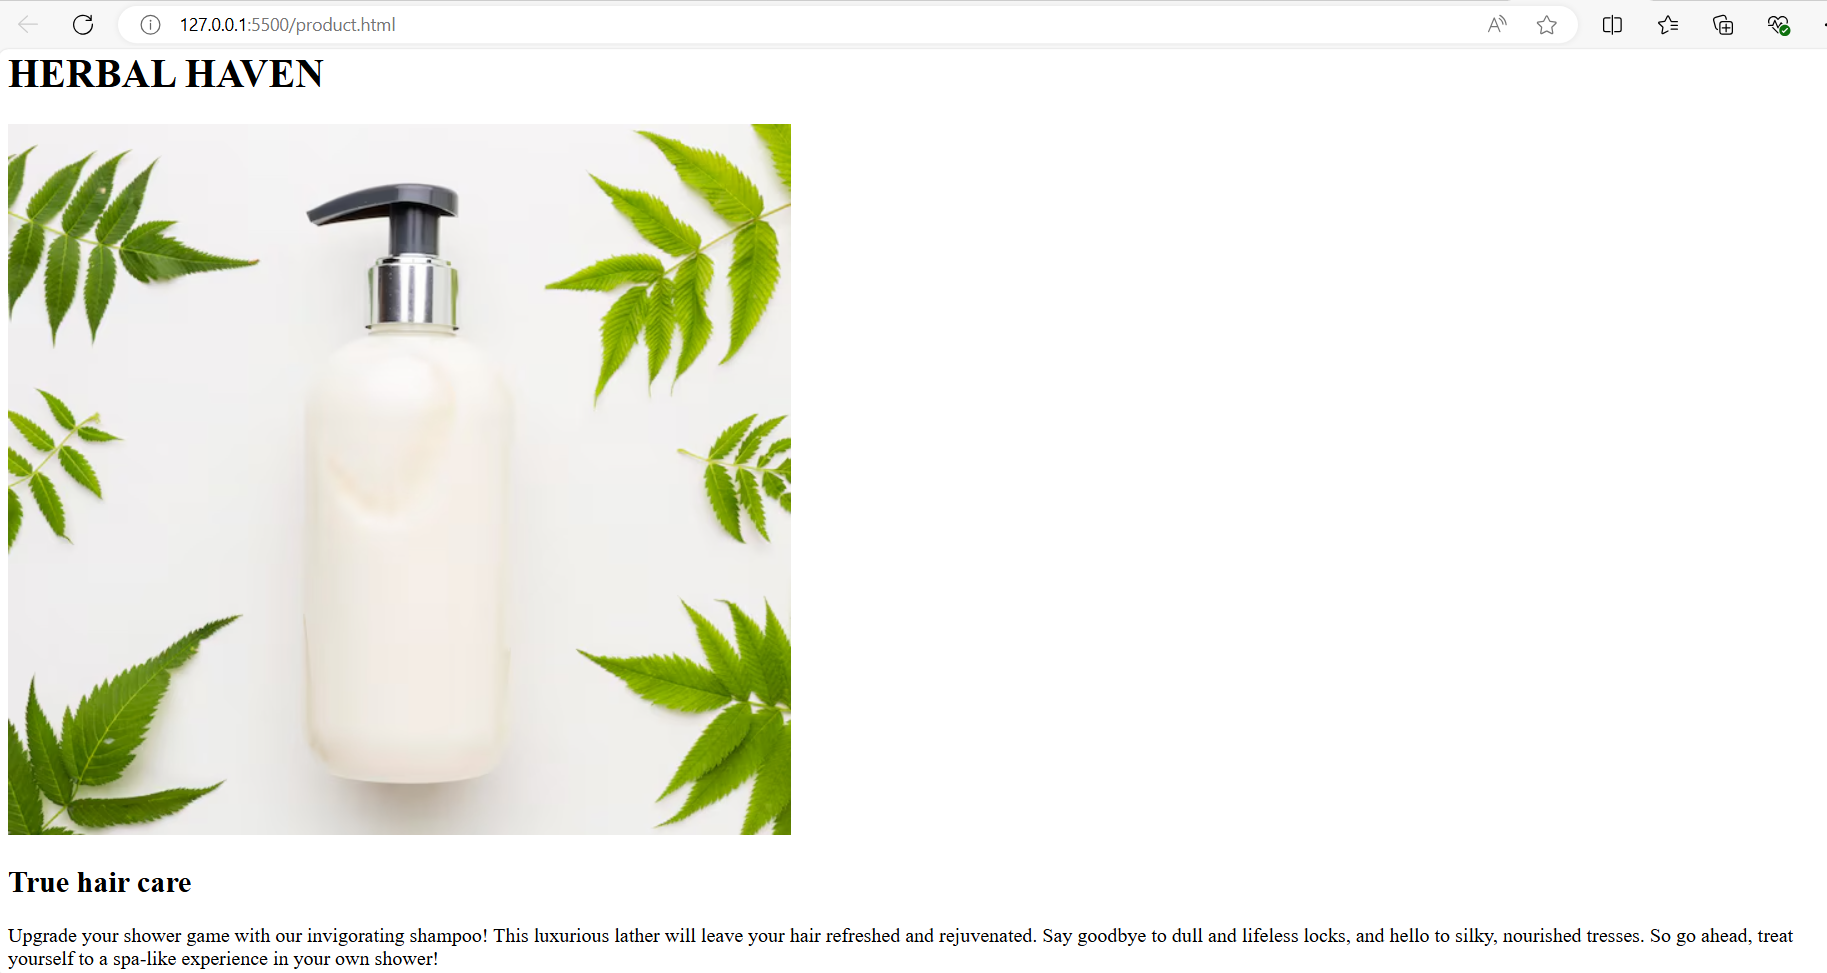 127.0.0.1:5500/product.html
HERBAL HAVEN
True hair care
Upgrade your shower game with our invigorating shampoo! This luxurious lather will leave your hair refreshed and rejuvenated. Say goodbye to dull and lifeless locks, and hello to silky, nourished tresses. So go ahead, treat
yourself to a spa-like experience in your own shower!